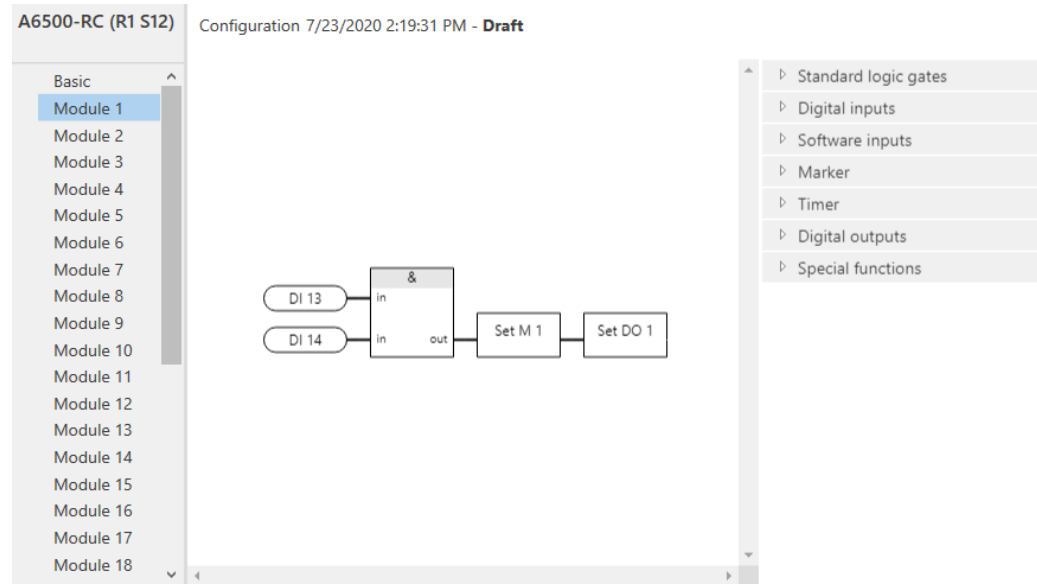 A6500-RC (R1 S12)
Configuration 7/23/2020 2:19:31 PM - Draft
Basic
Module 1
Module 2
Module 3
Module 4
Module 5
Module 6
Module 7
Module 8
Module 9
Module 10
Module 11
Module 12
Module 13
Module 14
Module 15
Module 16
Module 17
Module 18
&
DI 13
in
DI 14
in
out
Set M 1
Set DO 1
Standard logic gates
Digital inputs
Software inputs
Marker
Timer
Digital outputs
Special functions